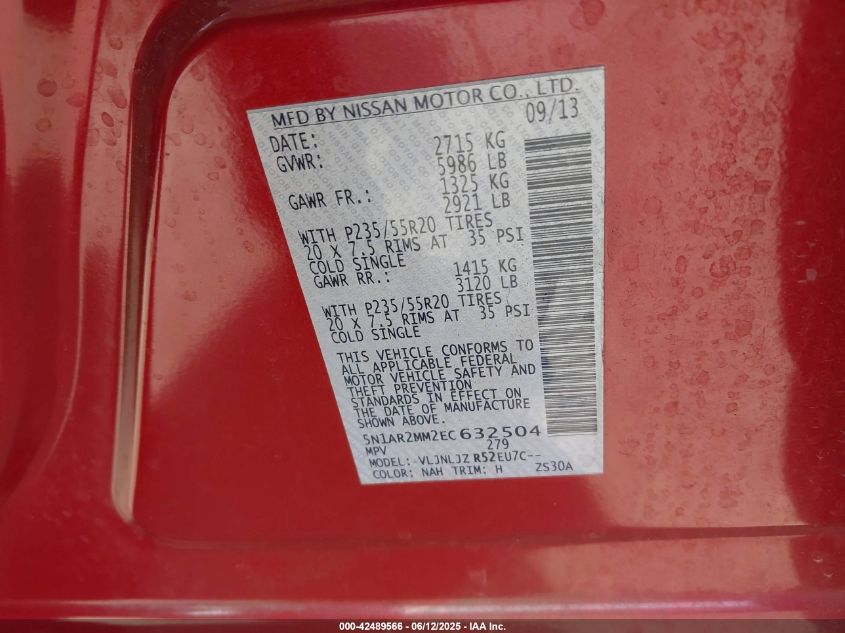 MFD BY NISSAN MOTOR CO., LTD.
DATE: 09/13
GVWR: 2715 KG
5986 LB
GAWR FR.: 1325 KG
2921 LB
WITH P235/55R20 TIRES
20 X 7.5 RIMS AT 35 PSI
COLD SINGLE
GAWR RR.: 1415 KG
3120 LB
WITH P235/55R20 TIRES
20 X 7.5 RIMS AT 35 PSI
COLD SINGLE
THIS VEHICLE CONFORMS TO
ALL APPLICABLE FEDERAL
MOTOR VEHICLE SAFETY AND
THEFT PREVENTION
STANDARDS IN EFFECT ON
THE DATE OF MANUFACTURE
SHOWN ABOVE.
5N1AR2MM2EC632504
MPV 279
MODEL: -VLJNLJZ R52EU7C--
COLOR: NAH TRIM: H ZS30A
000-42489566 - 06/12/2025 - IAA Inc.